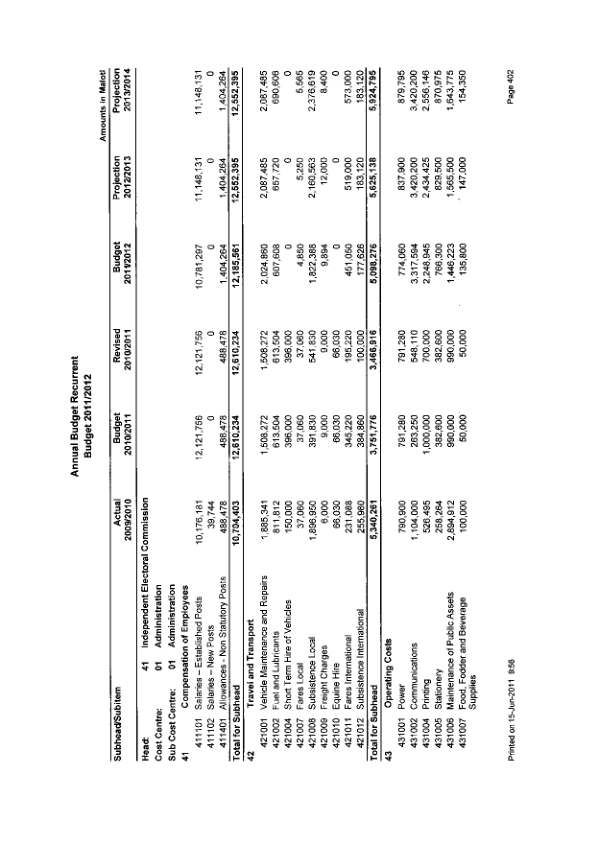 Annual Budget Recurrent
Budget 2011/2012
Amounts in Maloti
Subhead/Subitem Actual 2009/2010 Budget 2010/2011 Revised 2010/2011 Budget 2011/2012 Projection 2012/2013 Projection 2013/2014
Head: 41 Independent Electoral Commission
Cost Centre: 01 Administration
Sub Cost Centre: 01 Administration
41 Compensation of Employees
411101 Salaries – Established Posts 10,176,181 12,121,756 12,121,756 10,781,297 11,148,131 11,148,131
411102 Salaries – New Posts 39,744 0 0 0 0 0
411401 Allowances - Non Statutory Posts 488,478 488,478 488,478 1,404,264 1,404,264 1,404,264
Total for Subhead 10,704,403 12,610,234 12,610,234 12,185,561 12,552,395 12,552,395
42 Travel and Transport
421001 Vehicle Maintenance and Repairs 1,885,341 1,508,272 1,508,272 2,024,860 2,087,485 2,087,485
421002 Fuel and Lubricants 811,812 613,504 613,504 607,608 657,720 690,606
421004 Short Term Hire of Vehicles 150,000 396,000 396,000 0 0 0
421007 Fares Local 37,060 37,060 37,060 4,850 5,250 5,565
421008 Subsistence Local 1,896,950 391,830 541,830 1,822,388 2,160,563 2,376,619
421009 Freight Charges 6,000 9,000 9,000 9,894 12,000 8,400
421010 Equine Hire 66,030 66,030 66,030 0 0 0
421011 Fares International 231,068 345,220 195,220 451,050 519,000 573,000
421012 Subsistence International 255,960 384,860 100,000 177,626 183,120 183,120
Total for Subhead 5,340,261 3,751,776 3,466,916 5,098,276 5,625,138 5,924,795
43 Operating Costs
431001 Power 790,900 791,280 791,280 774,060 837,900 879,795
431002 Communications 1,104,000 263,250 548,110 3,317,594 3,420,200 3,420,200
431004 Printing 526,495 1,000,000 700,000 2,248,945 2,434,425 2,556,146
431005 Stationery 258,264 382,600 382,600 766,300 829,500 870,975
431006 Maintenance of Public Assets 2,894,912 990,000 990,000 1,446,223 1,565,500 1,643,775
431007 Food, Fodder and Beverage 100,000 50,000 50,000 135,800 147,000 154,350
Supplies
Printed on 15-Jun-2011 9:56 Page 402